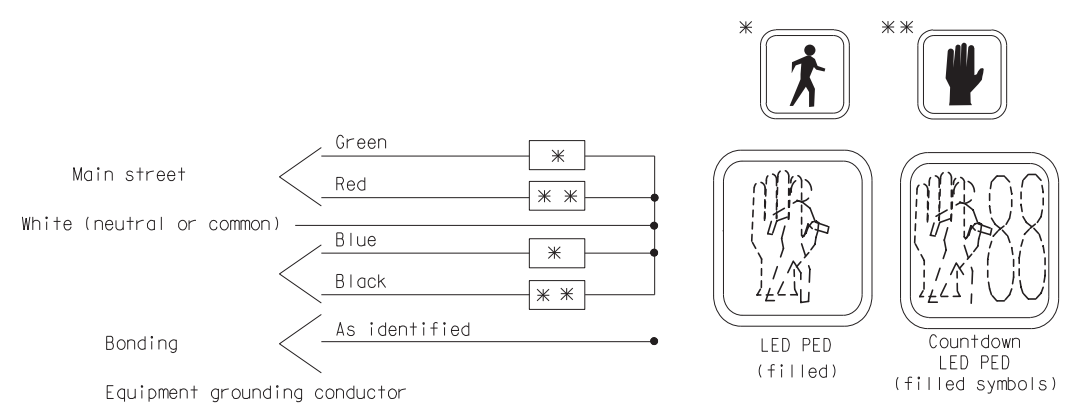 *
**
Green
Main street
*
Red
* *
White (neutral or common)
Blue
*
Black
* *
As identified
Bonding
Equipment grounding conductor
LED PED
(filled)
Countdown
LED PED
(filled symbols)